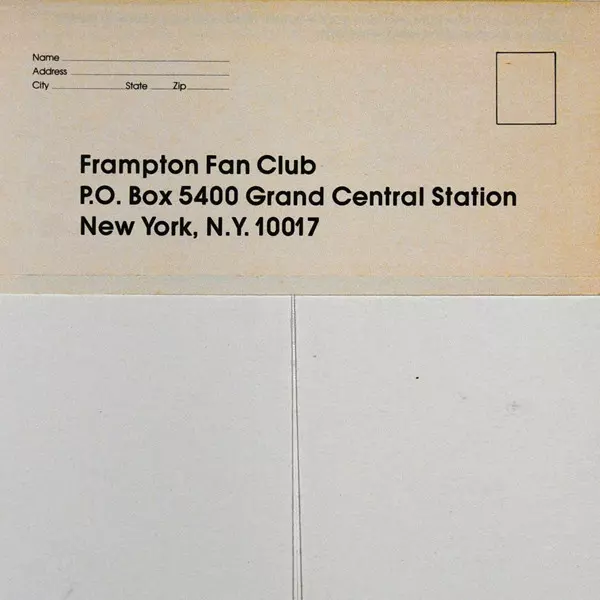 Name
Address
City State Zip
Frampton Fan Club
P.O. Box 5400 Grand Central Station
New York, N.Y. 10017